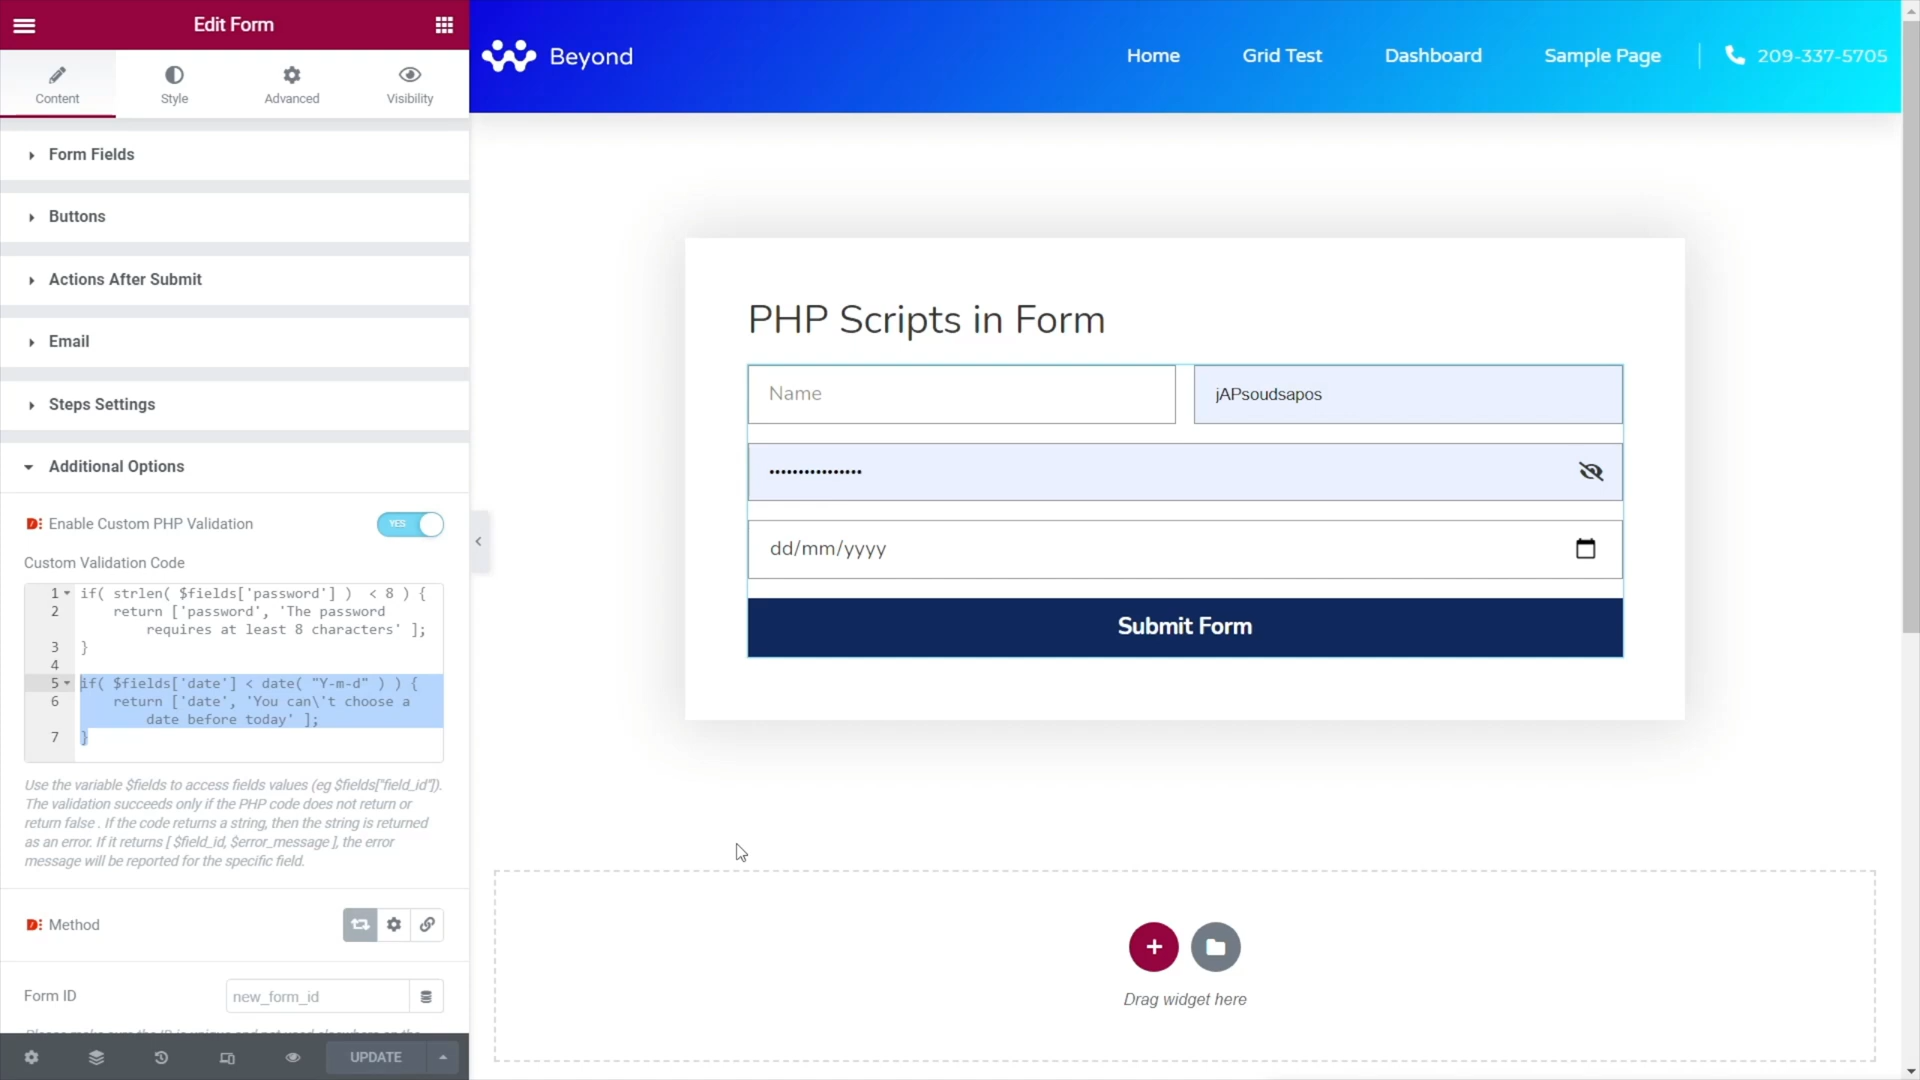 Edit Form
Content
Style
Advanced
Visibility
Form Fields
Buttons
Actions After Submit
Email
Steps Settings
Additional Options
Enable Custom PHP Validation
YES
Custom Validation Code
1 if( strlen( $fields['password'] )  < 8 ) {
2 return ['password', 'The password
requires at least 8 characters' ];
3 }
4
5 if( $fields['date'] < date( "Y-m-d" ) ) {
6 return ['date', 'You can\'t choose a
date before today' ];
7 }
Use the variable $fields to access fields values (eg $fields["field_id"]).
The validation succeeds only if the PHP code does not return or
return false . If the code returns a string, then the string is returned
as an error. If it returns [ $field_id, $error_message ], the error
message will be reported for the specific field.
Method
Form ID
new_form_id
UPDATE
Beyond
Home
Grid Test
Dashboard
Sample Page
209-337-5705
PHP Scripts in Form
Name
jAPsoudsapos
dd/mm/yyyy
Submit Form
Drag widget here